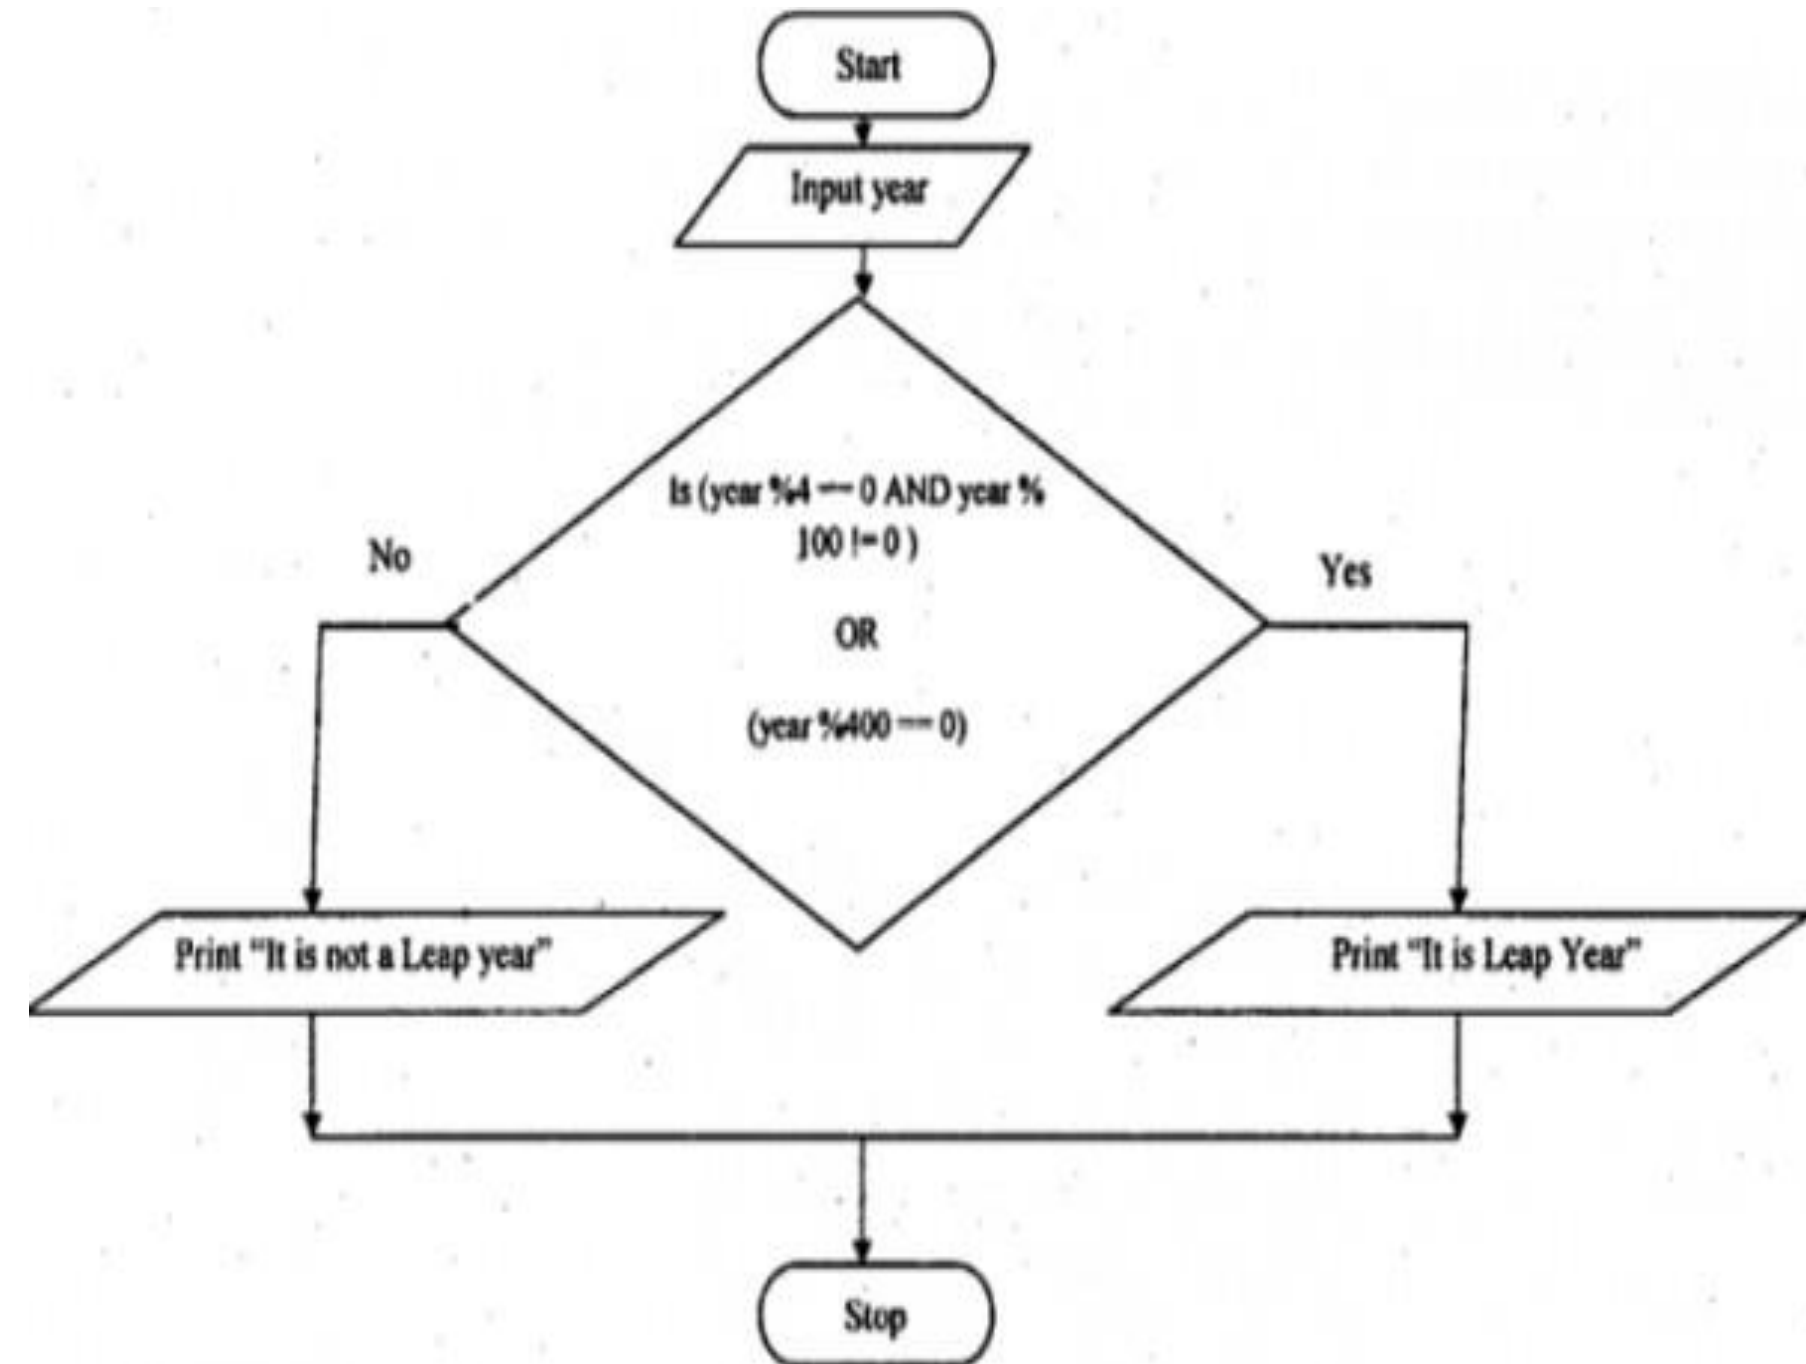 Start
Input year
Is (year %4 == 0 AND year %
100 != 0 )
No
Yes
OR
(year %400 == 0)
Print “It is not a Leap year”
Print “It is Leap Year”
Stop